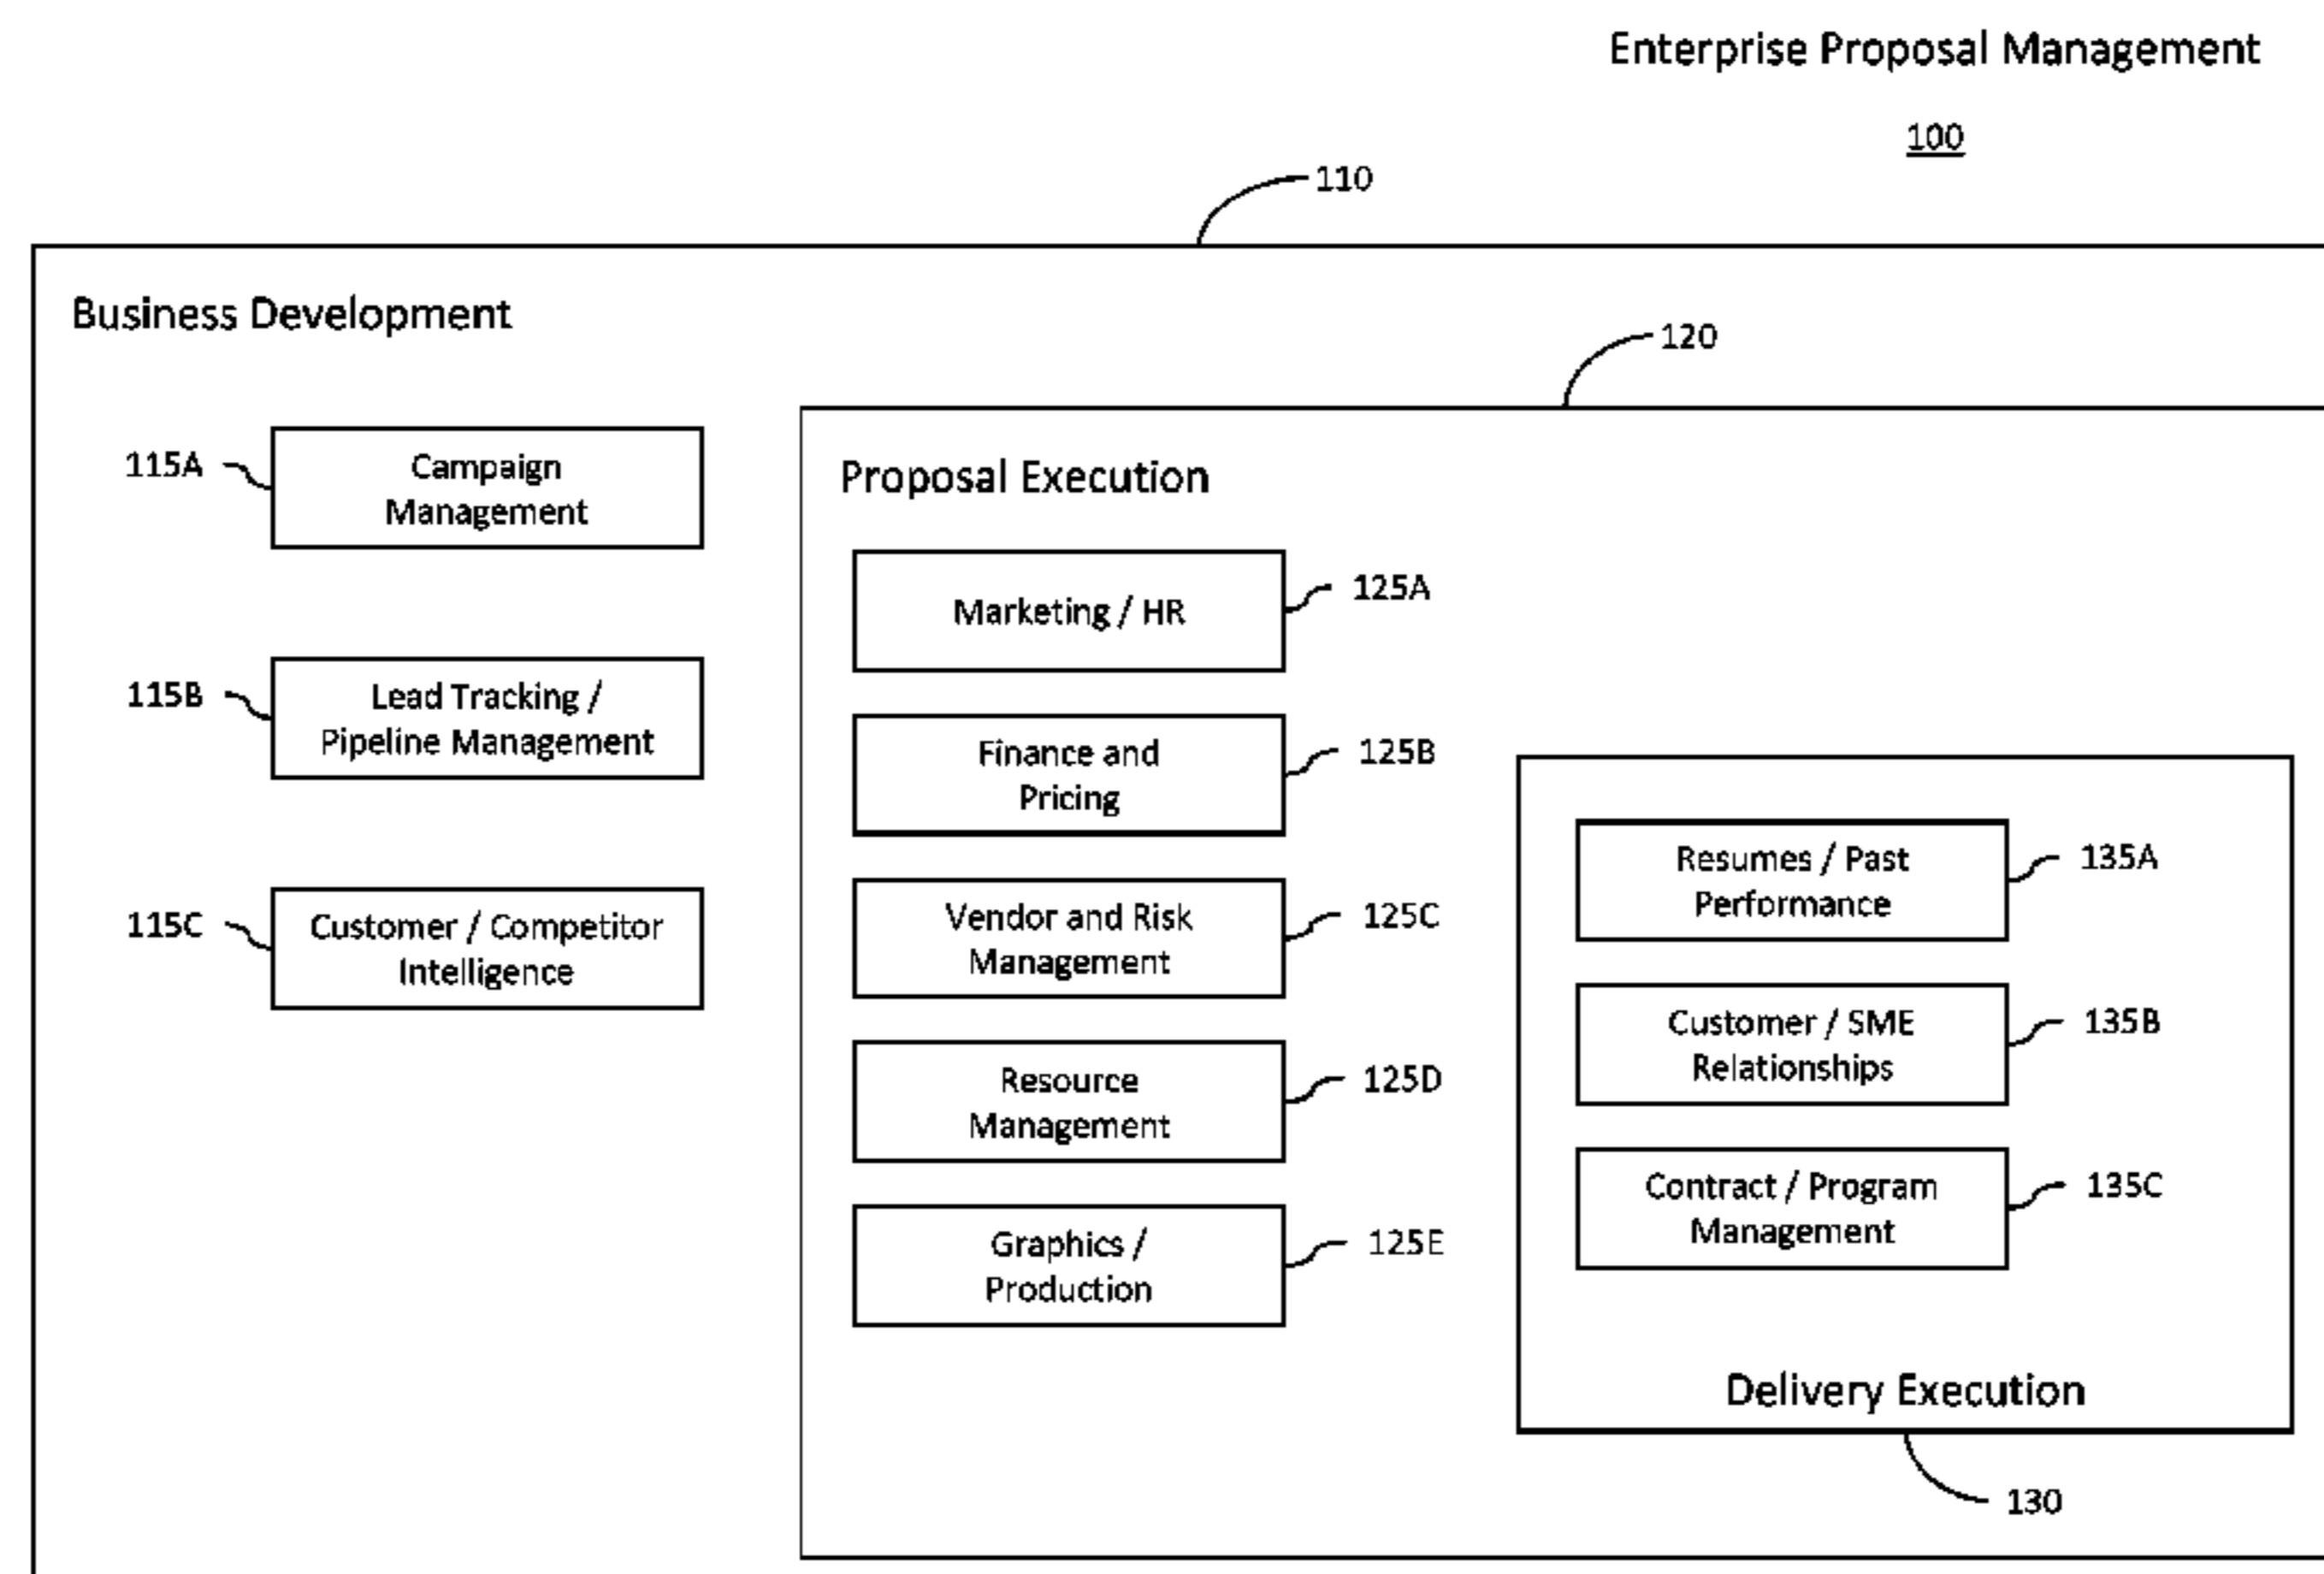 Enterprise Proposal Management
100
110
Business Development
120
115A
Campaign
Management
115B
Lead Tracking /
Pipeline Management
115C
Customer / Competitor
Intelligence
Proposal Execution
Marketing / HR
125A
Finance and
Pricing
125B
Vendor and Risk
Management
125C
Resource
Management
125D
Graphics /
Production
125E
Resumes / Past
Performance
135A
Customer / SME
Relationships
135B
Contract / Program
Management
135C
Delivery Execution
130